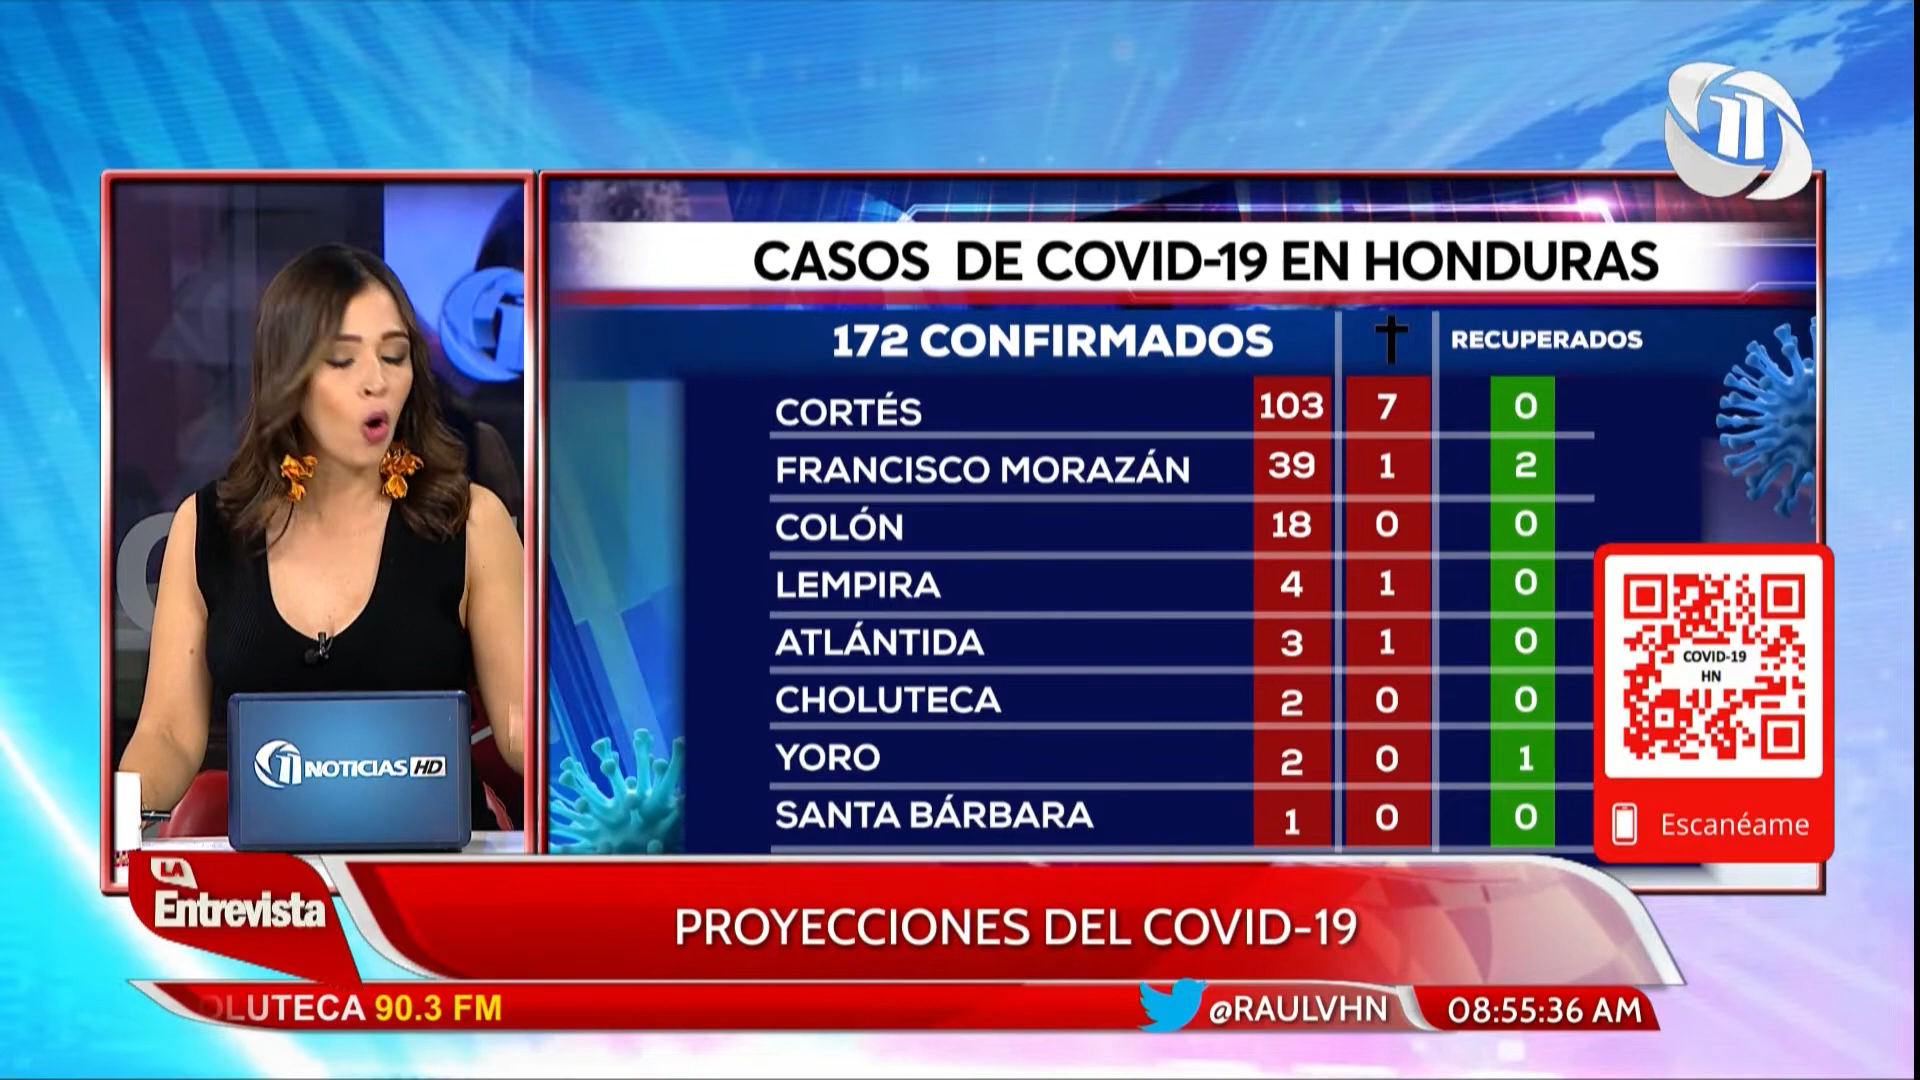 11
CASOS DE COVID-19 EN HONDURAS
172 CONFIRMADOS RECUPERADOS
CORTÉS 103 7 0
FRANCISCO MORAZÁN 39 1 2
COLÓN 18 0 0
LEMPIRA 4 1 0
ATLÁNTIDA 3 1 0
CHOLUTECA 2 0 0
YORO 2 0 1
SANTA BÁRBARA 1 0 0
COVID-19
HN
Escanéame
11 NOTICIAS HD
LA
Entrevista
PROYECCIONES DEL COVID-19
OLUTECA 90.3 FM
@RAULVHN
08:55:36 AM